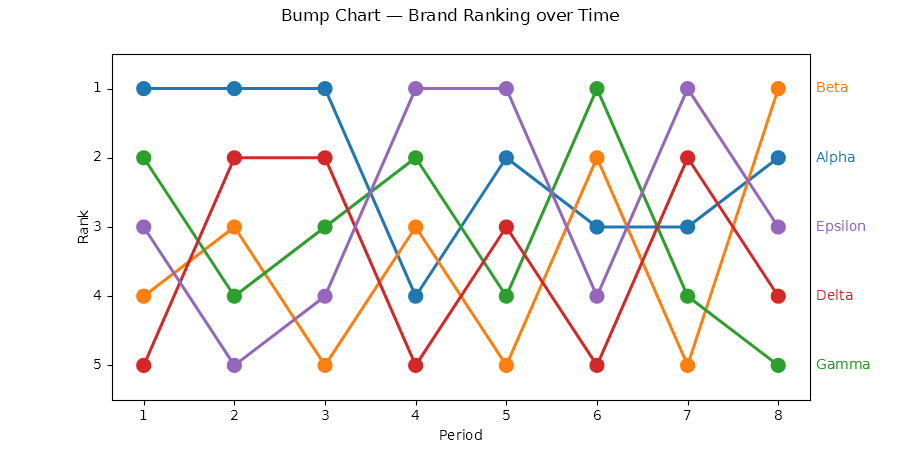 Bump Chart — Brand Ranking over Time
Rank
1
2
3
4
5
1 2 3 4 5 6 7 8
Period
Beta
Alpha
Epsilon
Delta
Gamma